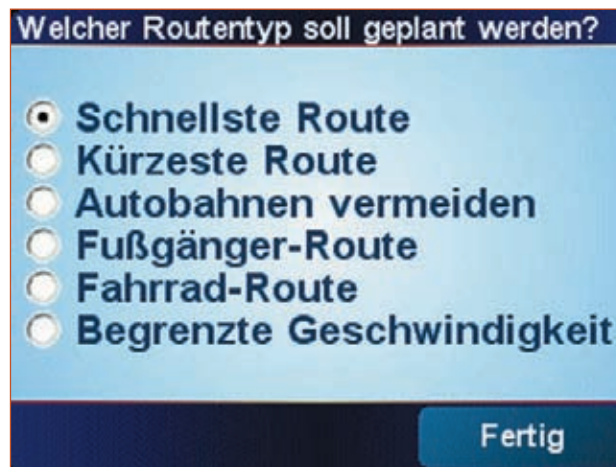 Welcher Routentyp soll geplant werden?
Schnellste Route
Kürzeste Route
Autobahnen vermeiden
Fußgänger-Route
Fahrrad-Route
Begrenzte Geschwindigkeit
Fertig